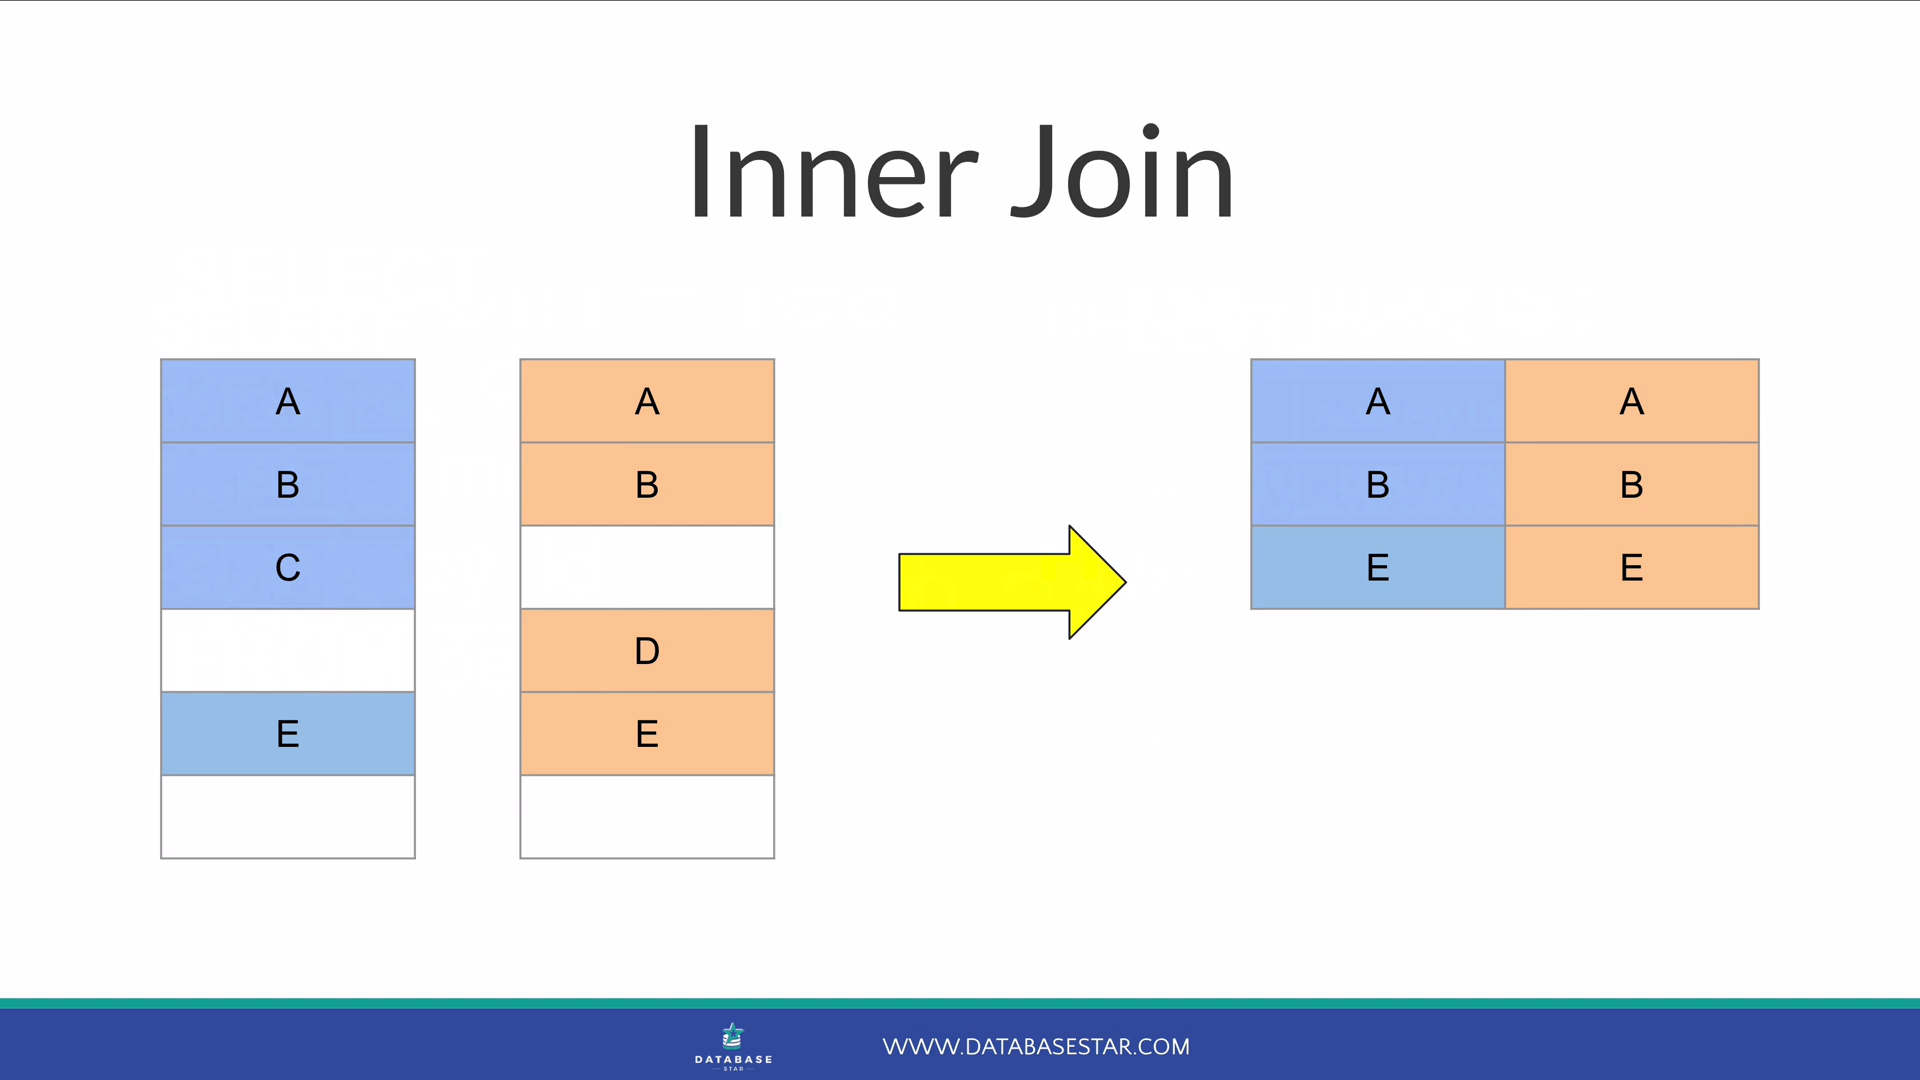 Inner Join
A
B
C
E
A
B
D
E
A A
B B
E E
DATABASE
STAR
WWW.DATABASESTAR.COM